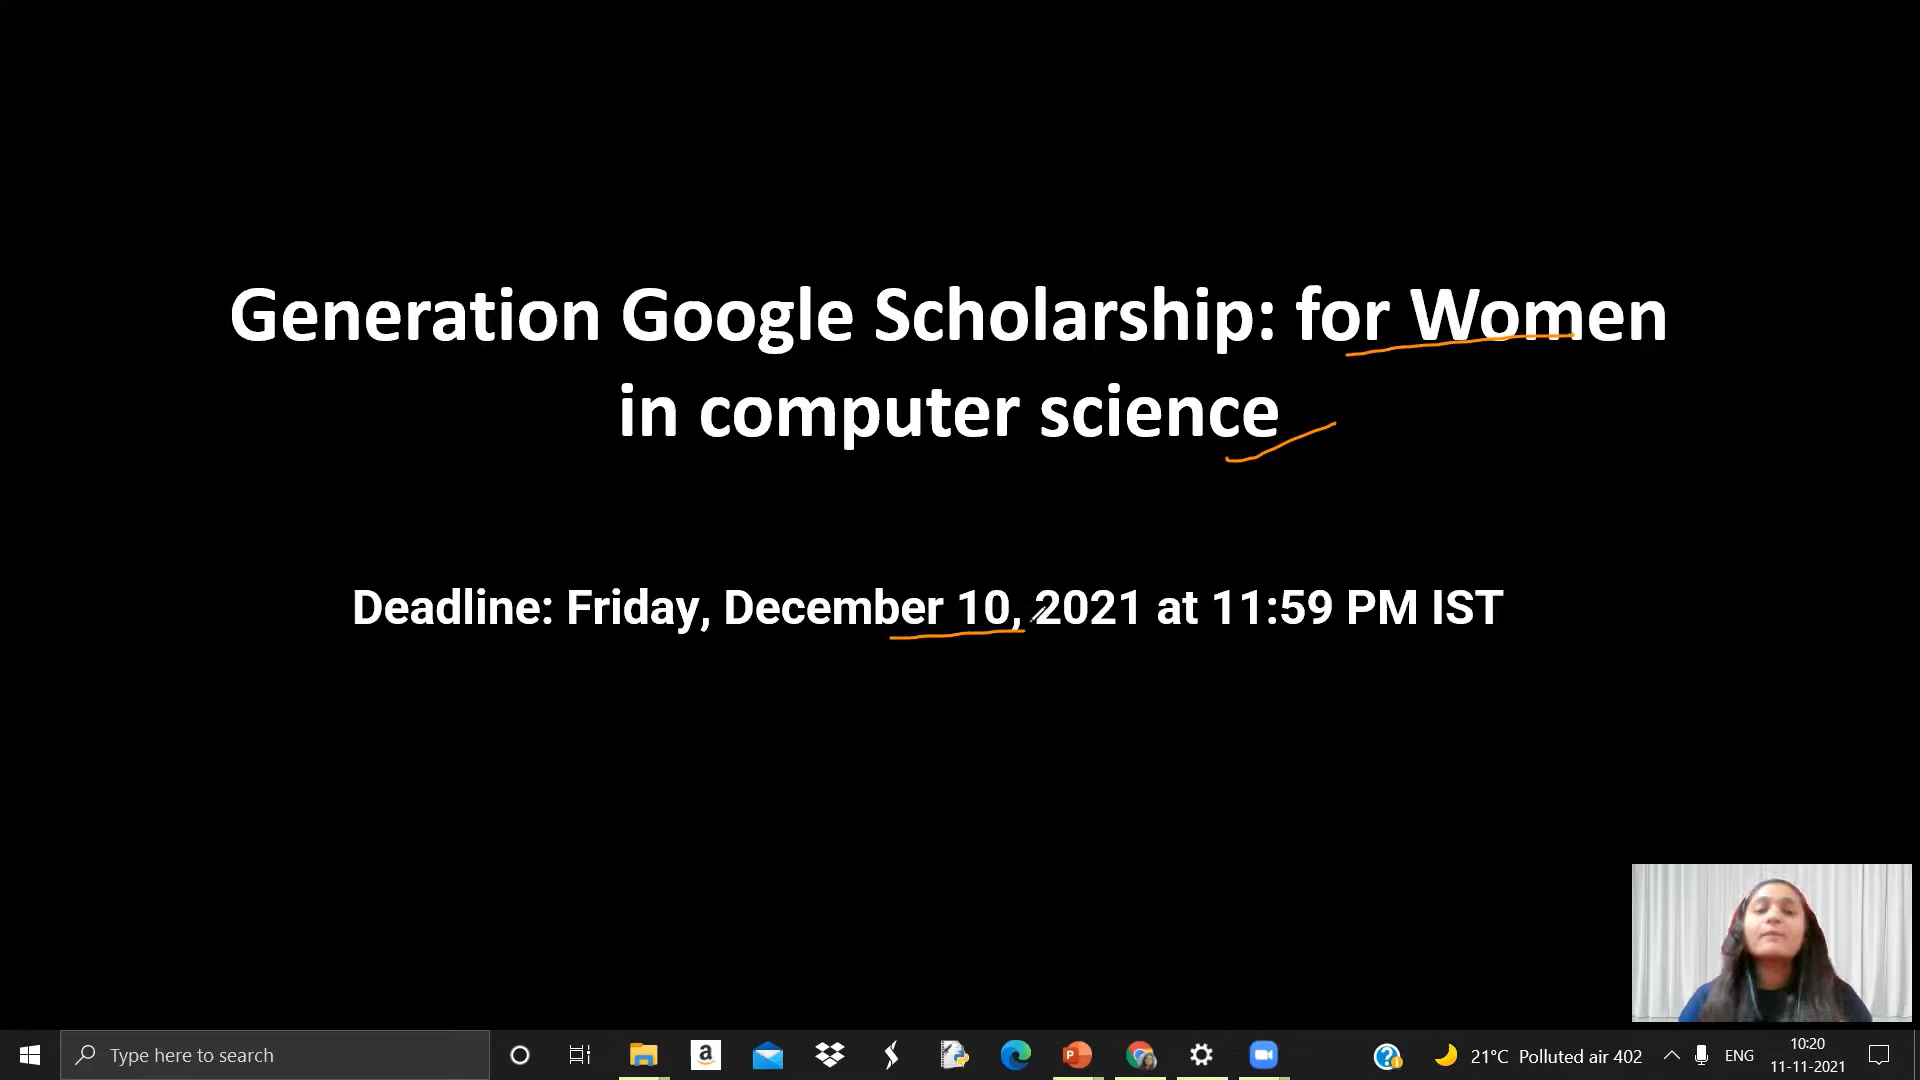 Generation Google Scholarship: for Women
in computer science
Deadline: Friday, December 10, 2021 at 11:59 PM IST
Type here to search
a
P
21°C Polluted air 402
ENG
10:20
11-11-2021